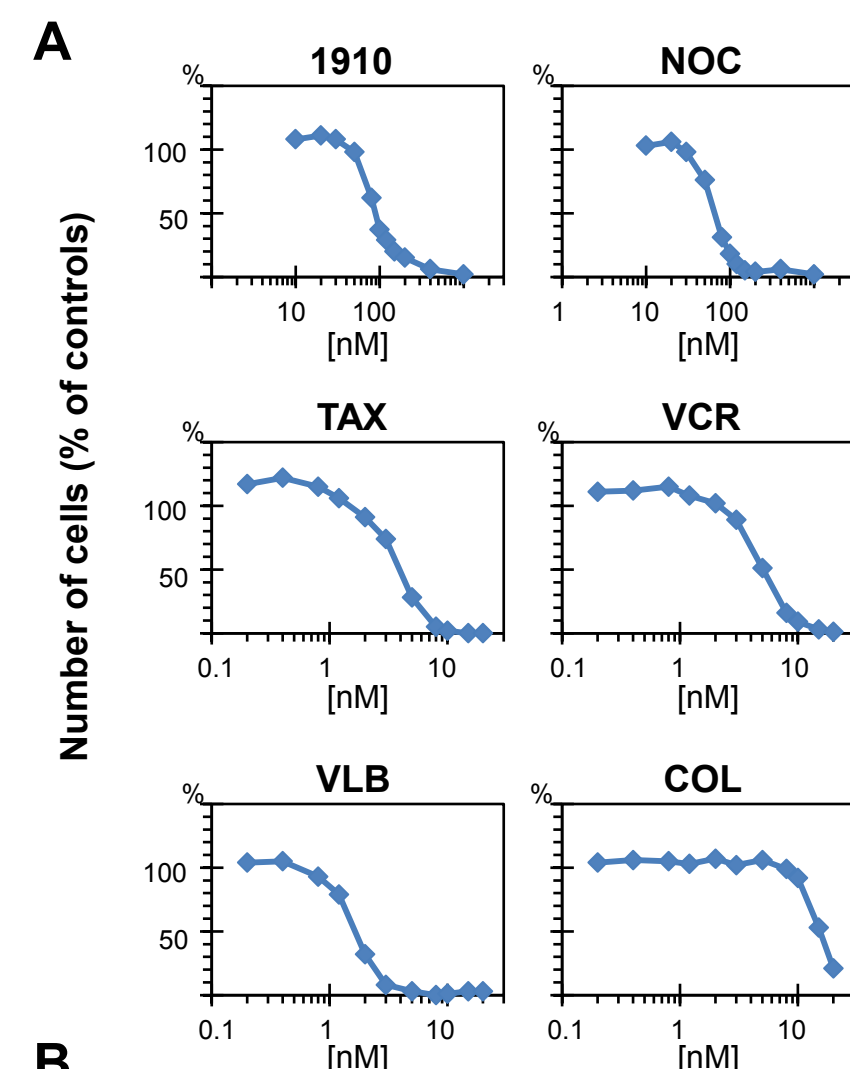 A
1910
NOC
%
%
100
50
10 100
1 10 100
[nM]
[nM]
Number of cells (% of controls)
TAX
VCR
%
%
100
50
0.1 1 10
0.1 1 10
[nM]
[nM]
VLB
COL
%
%
100
50
0.1 1 10
0.1 1 10
[nM]
[nM]
B